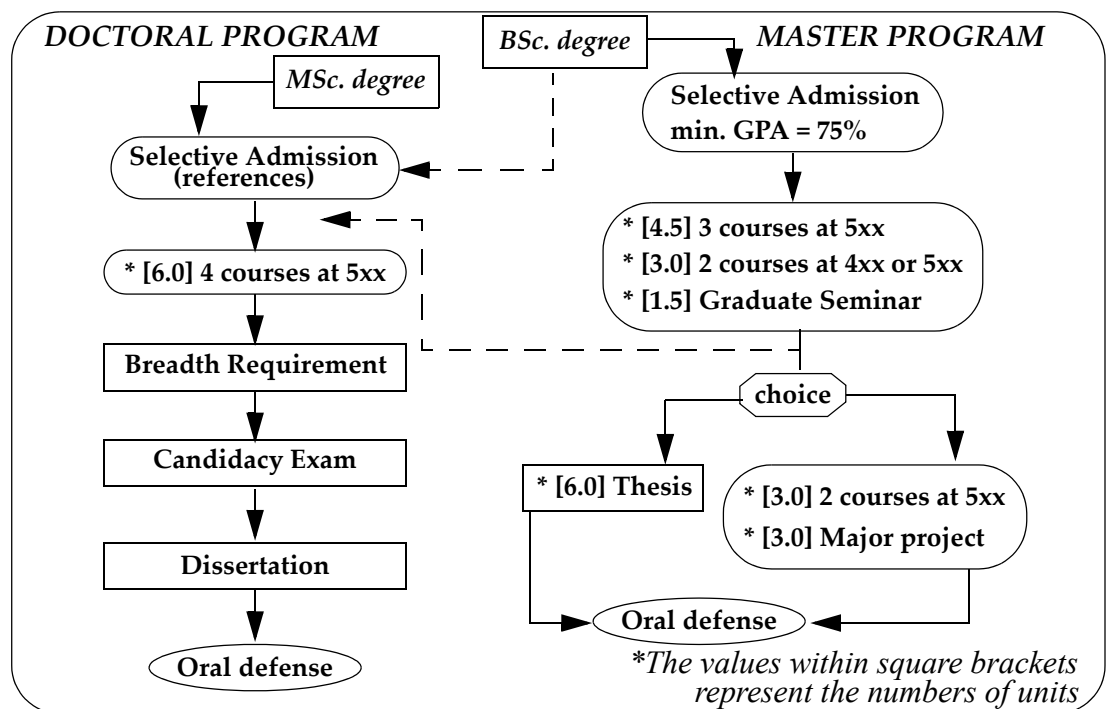 DOCTORAL PROGRAM
MSc. degree
Selective Admission
(references)
* [6.0] 4 courses at 5xx
Breadth Requirement
Candidacy Exam
Dissertation
Oral defense
BSc. degree
MASTER PROGRAM
Selective Admission
min. GPA = 75%
* [4.5] 3 courses at 5xx
* [3.0] 2 courses at 4xx or 5xx
* [1.5] Graduate Seminar
choice
* [6.0] Thesis
* [3.0] 2 courses at 5xx
* [3.0] Major project
Oral defense
*The values within square brackets
represent the numbers of units